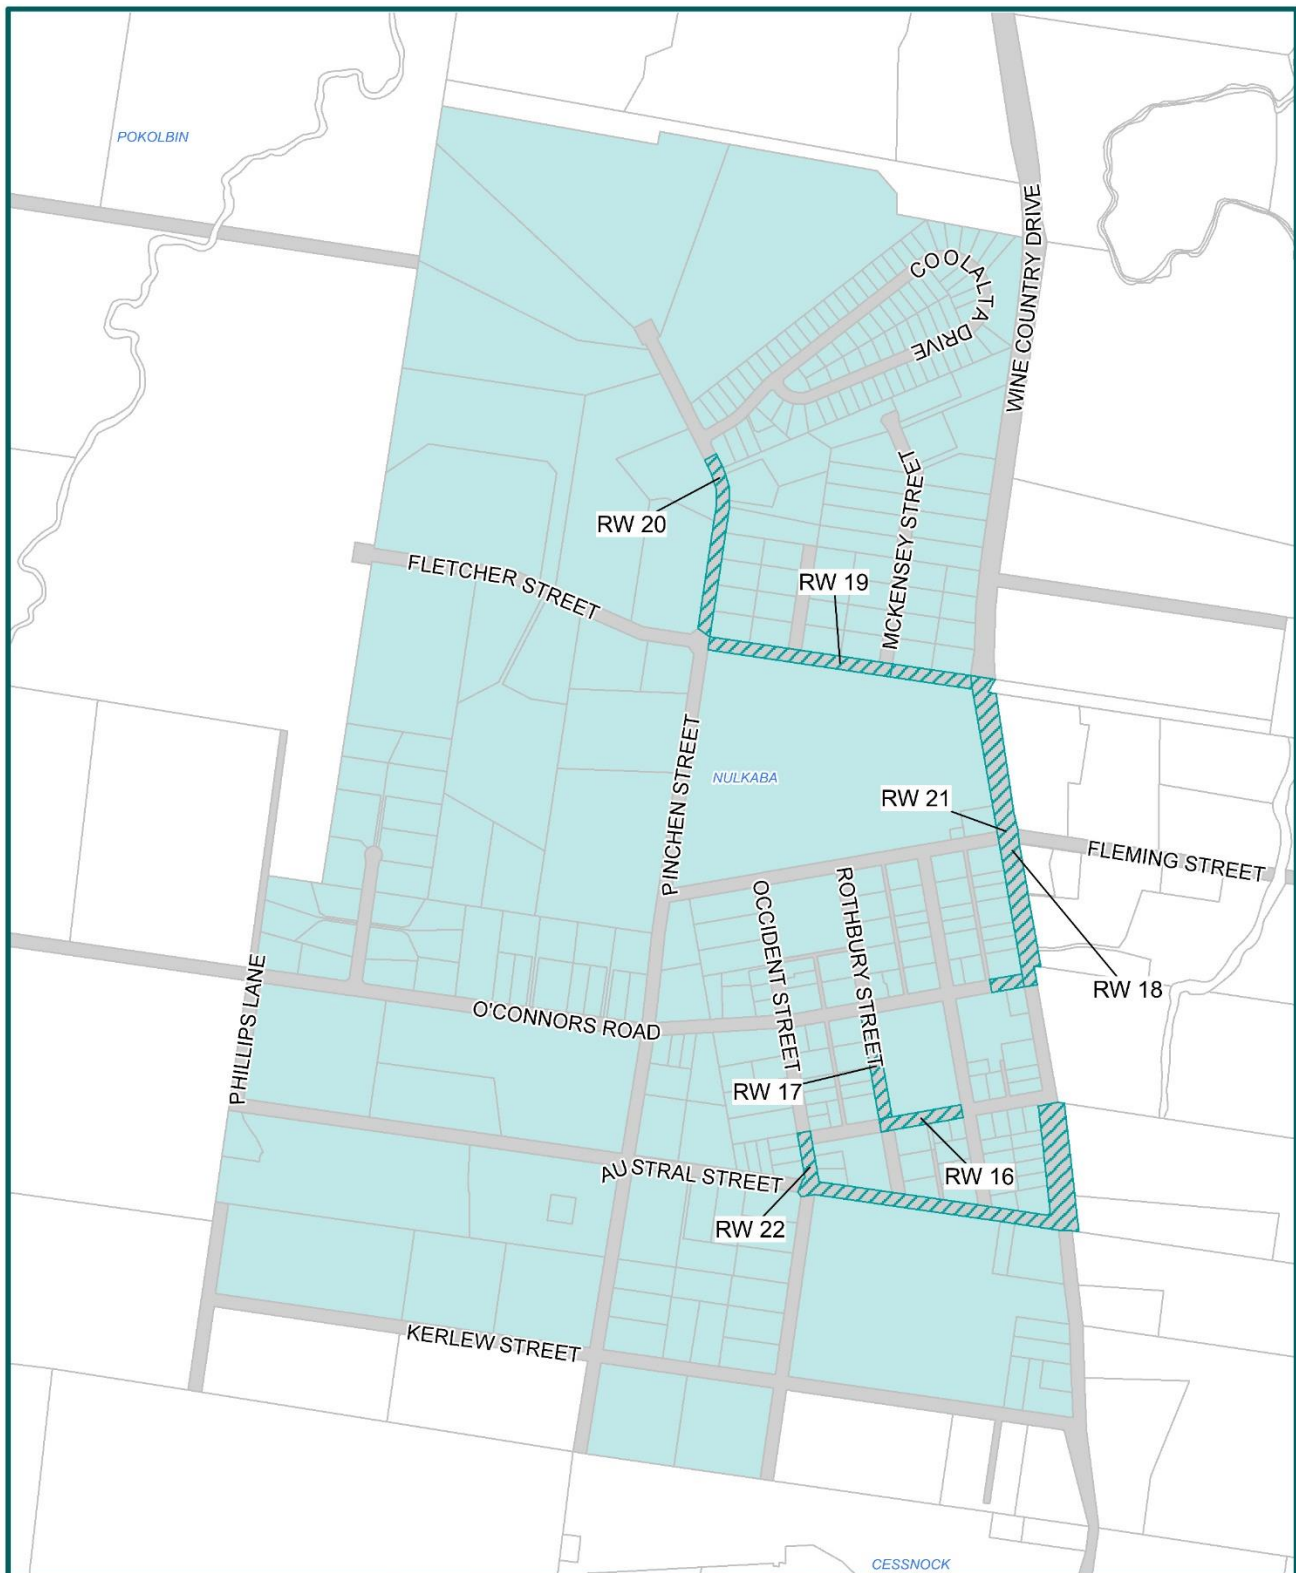 POKOLBIN
WINE COUNTRY DRIVE
COOLALTA
DRIVE
MCKENSEY STREET
RW 20
FLETCHER STREET
RW 19
PINCHEN STREET
NULKABA
RW 21
FLEMING STREET
OCCIDENT STREET
ROTHBURY STREET
RW 18
PHILLIPS LANE
O'CONNORS ROAD
RW 17
AUSTRAL STREET
RW 16
RW 22
KERLEW STREET
CESSNOCK